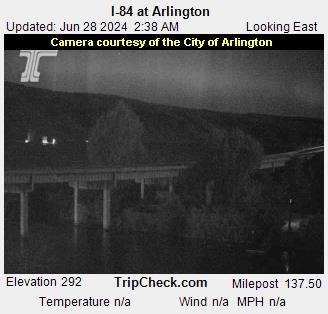 I-84 at Arlington
Updated: Jun 28 2024 2:38 AM Looking East
Camera courtesy of the City of Arlington
Elevation 292 TripCheck.com Milepost 137.50
Temperature n/a Wind n/a MPH n/a